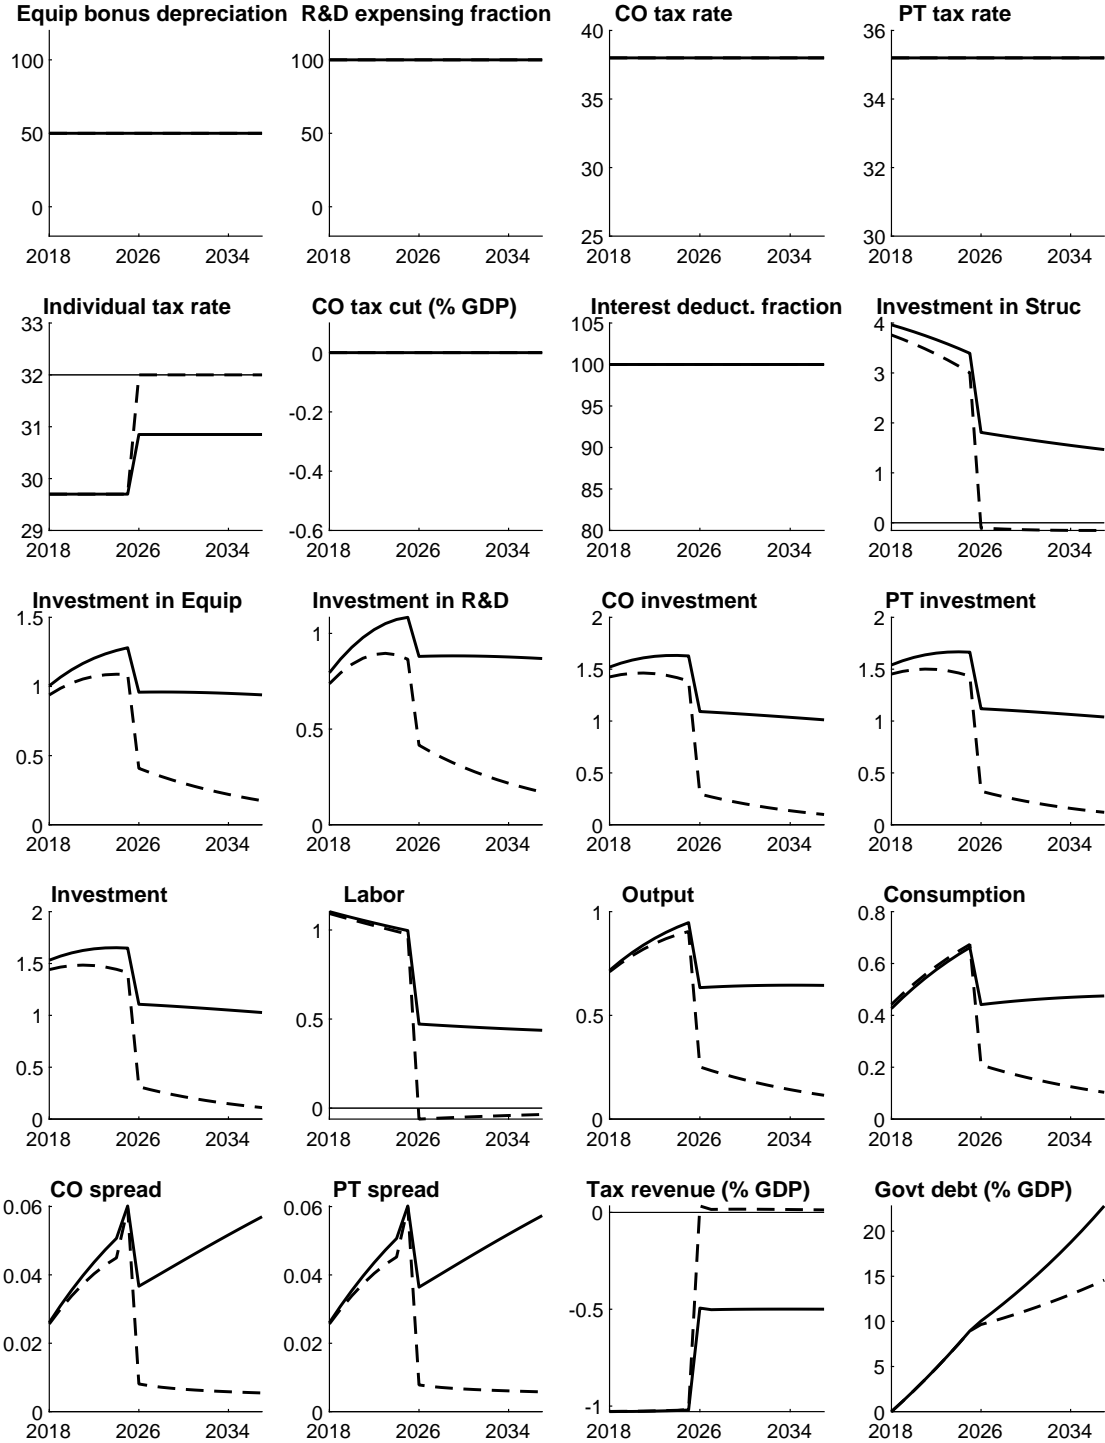 Equip bonus depreciation R&D expensing fraction CO tax rate PT tax rate
100 100 40 36
50 50 35 34
0 0 30 32
25 30
2018 2026 2034 2018 2026 2034 2018 2026 2034 2018 2026 2034
Individual tax rate CO tax cut (% GDP) Interest deduct. fraction Investment in Struc
33 0 105 4
32 -0.2 100 3
31 -0.4 95 2
30 -0.6 90 1
29 85 0
80
2018 2026 2034 2018 2026 2034 2018 2026 2034 2018 2026 2034
Investment in Equip Investment in R&D CO investment PT investment
1.5 1 2 2
1 0.5 1.5 1.5
0.5 0 1 1
0 0.5 0.5
0 0
2018 2026 2034 2018 2026 2034 2018 2026 2034 2018 2026 2034
Investment Labor Output Consumption
2 1 1 0.8
1.5 0.5 0.5 0.6
1 0 0 0.4
0.5 0.2
0 0
2018 2026 2034 2018 2026 2034 2018 2026 2034 2018 2026 2034
CO spread PT spread Tax revenue (% GDP) Govt debt (% GDP)
0.06 0.06 0 20
0.04 0.04 -0.5 15
0.02 0.02 -1 10
0 0 5
0
2018 2026 2034 2018 2026 2034 2018 2026 2034 2018 2026 2034